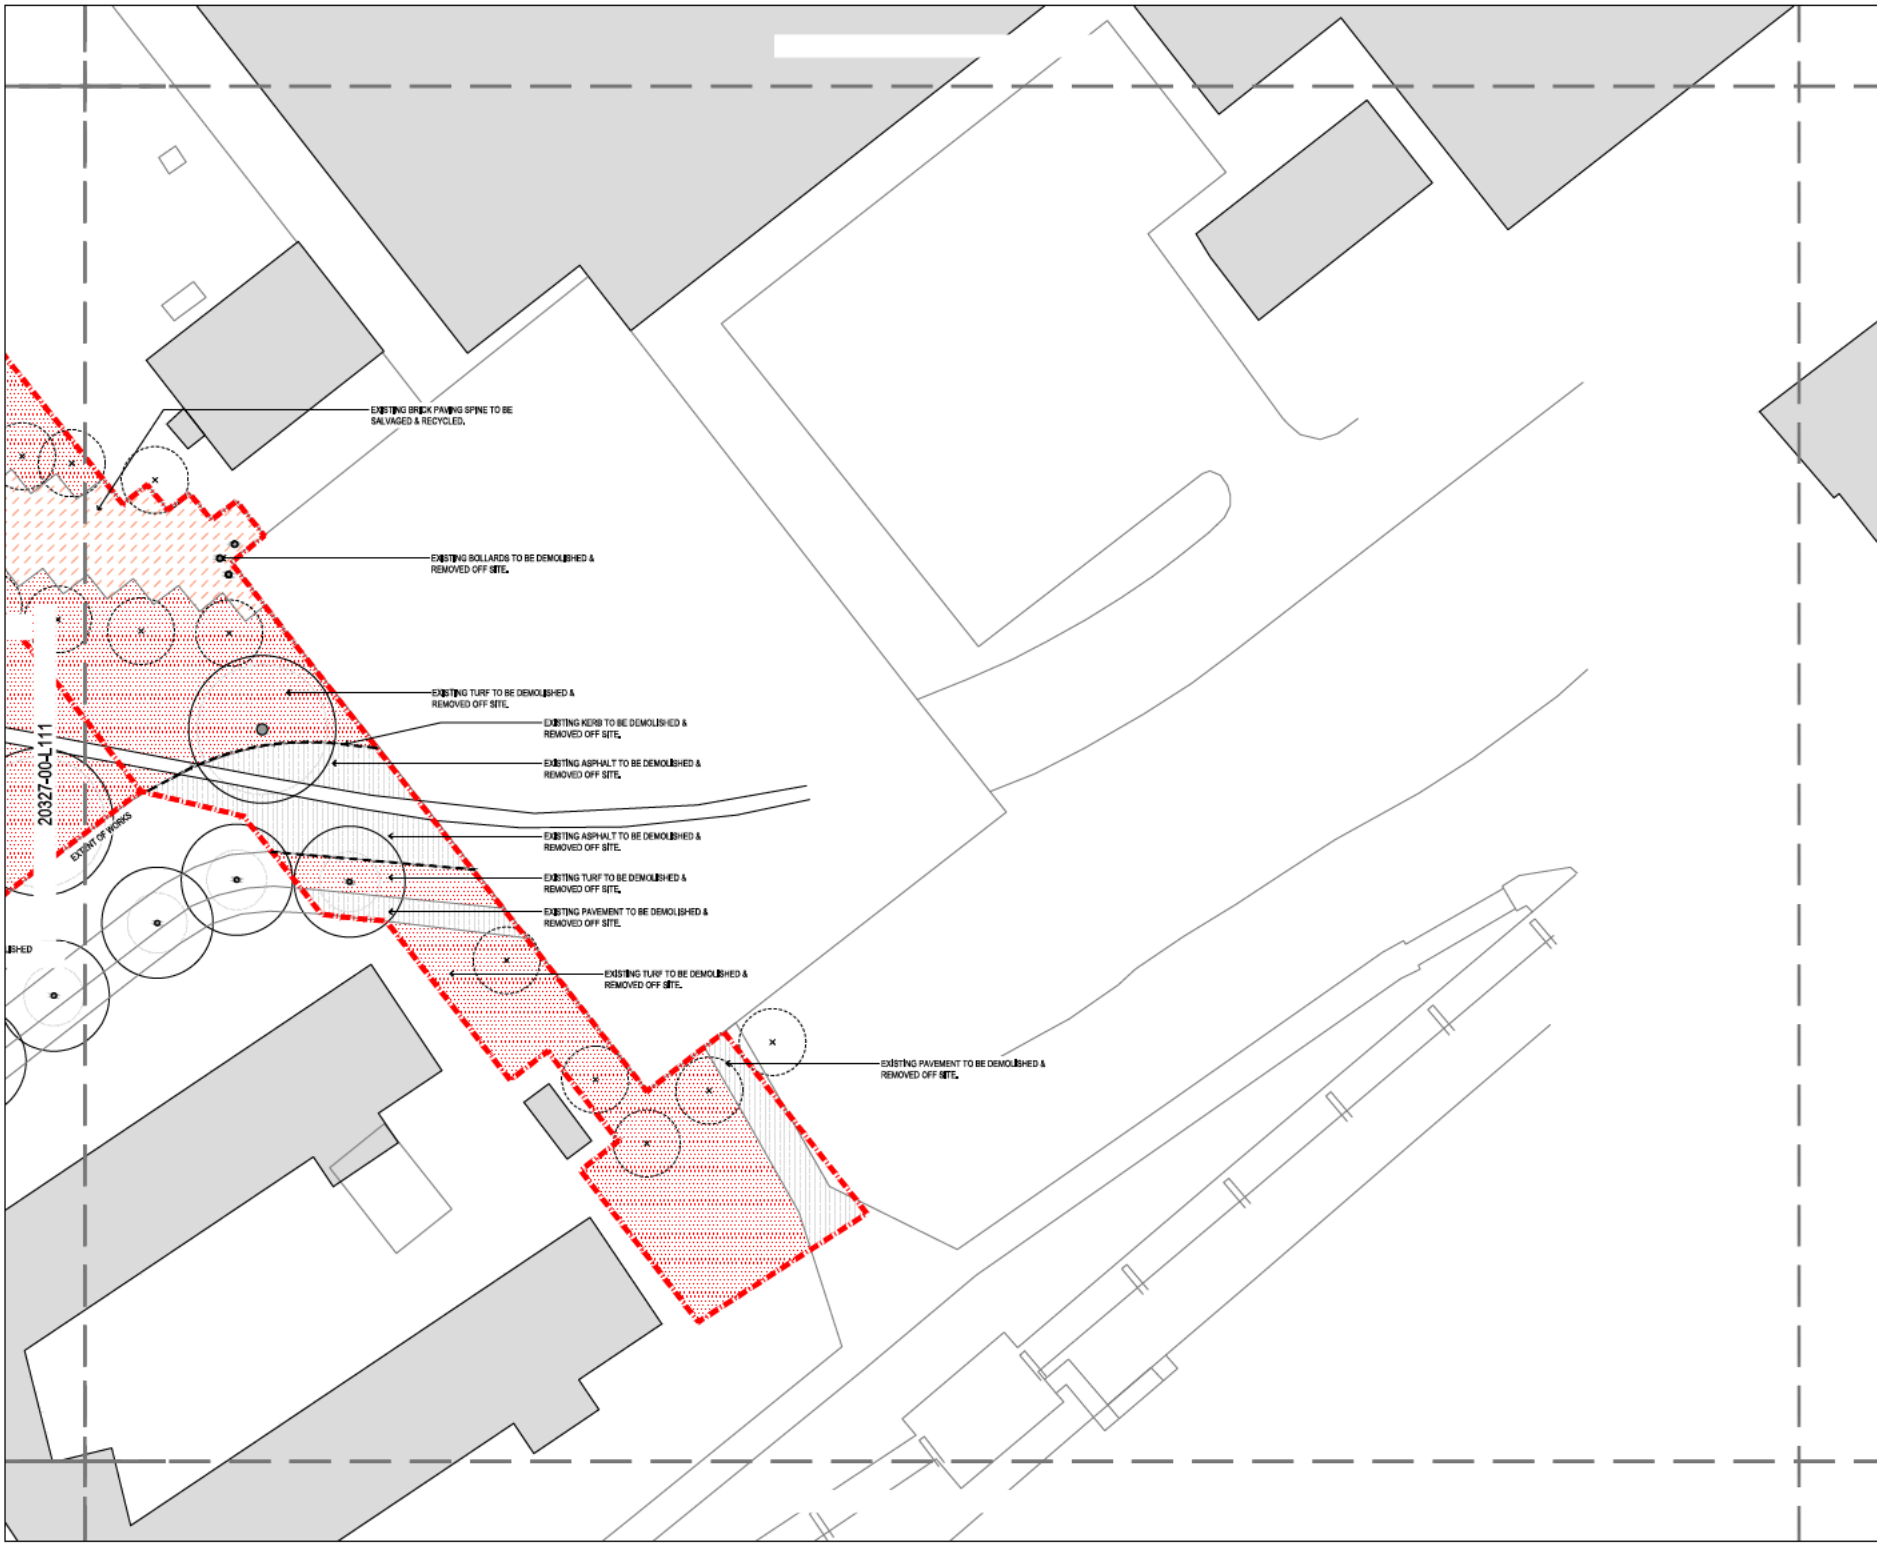 EXISTING BRICK PAVING SPINE TO BE
SALVAGED & RECYCLED.
EXISTING BOLLARDS TO BE DEMOLISHED &
REMOVED OFF SITE.
EXISTING TURF TO BE DEMOLISHED &
REMOVED OFF SITE.
EXISTING KERB TO BE DEMOLISHED &
REMOVED OFF SITE.
EXISTING ASPHALT TO BE DEMOLISHED &
REMOVED OFF SITE.
20327-00-L111
EXTENT OF WORKS
EXISTING ASPHALT TO BE DEMOLISHED &
REMOVED OFF SITE.
EXISTING TURF TO BE DEMOLISHED &
REMOVED OFF SITE.
EXISTING PAVEMENT TO BE DEMOLISHED &
REMOVED OFF SITE.
LISHED
EXISTING TURF TO BE DEMOLISHED &
REMOVED OFF SITE.
EXISTING PAVEMENT TO BE DEMOLISHED &
REMOVED OFF SITE.